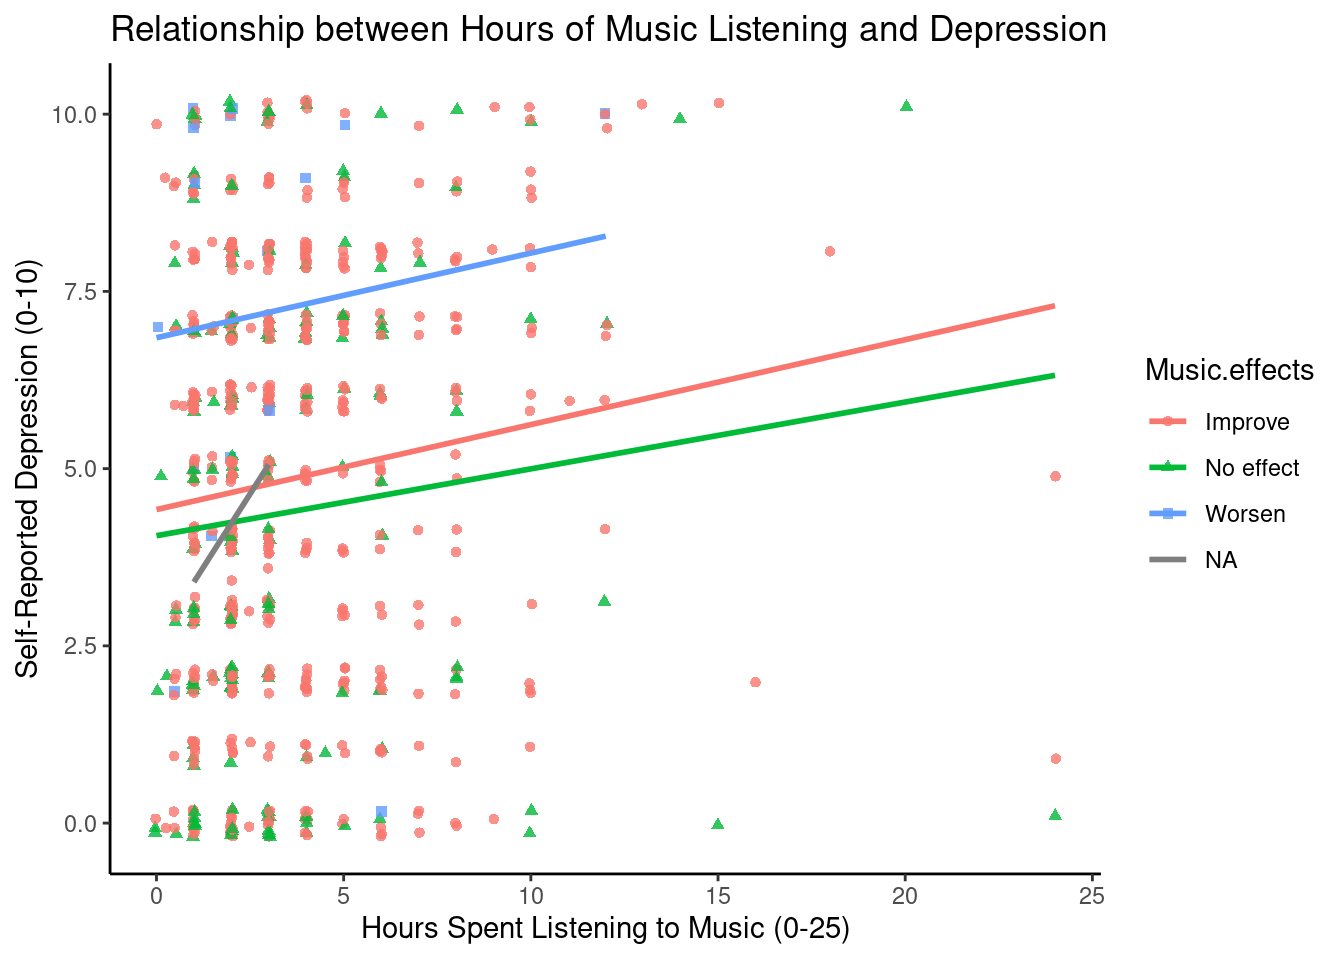 Relationship between Hours of Music Listening and Depression
Self-Reported Depression (0-10)
10.0
7.5
5.0
2.5
0.0
0
5
10
15
20
25
Hours Spent Listening to Music (0-25)
Music.effects
Improve
No effect
Worsen
NA